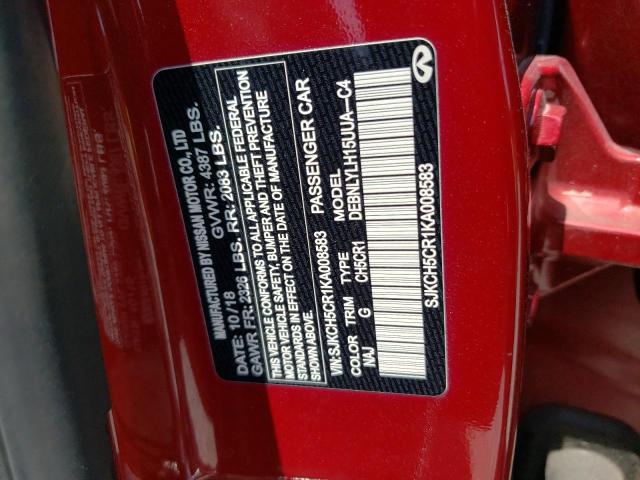 MANUFACTURED BY NISSAN MOTOR CO., LTD
DATE: 10/18 GVWR: 4387 LBS.
GAWR FR: 2326 LBS. RR: 2083 LBS.
THIS VEHICLE CONFORMS TO ALL APPLICABLE FEDERAL
MOTOR VEHICLE SAFETY, BUMPER AND THEFT PREVENTION
STANDARDS IN EFFECT ON THE DATE OF MANUFACTURE
SHOWN ABOVE.
VIN:SJKCH5CR1KA008583 PASSENGER CAR
COLOR TRIM TYPE MODEL
NAJ G CH5CR1 DEBNLYLH15UUA-C4
SJKCH5CR1KA008583